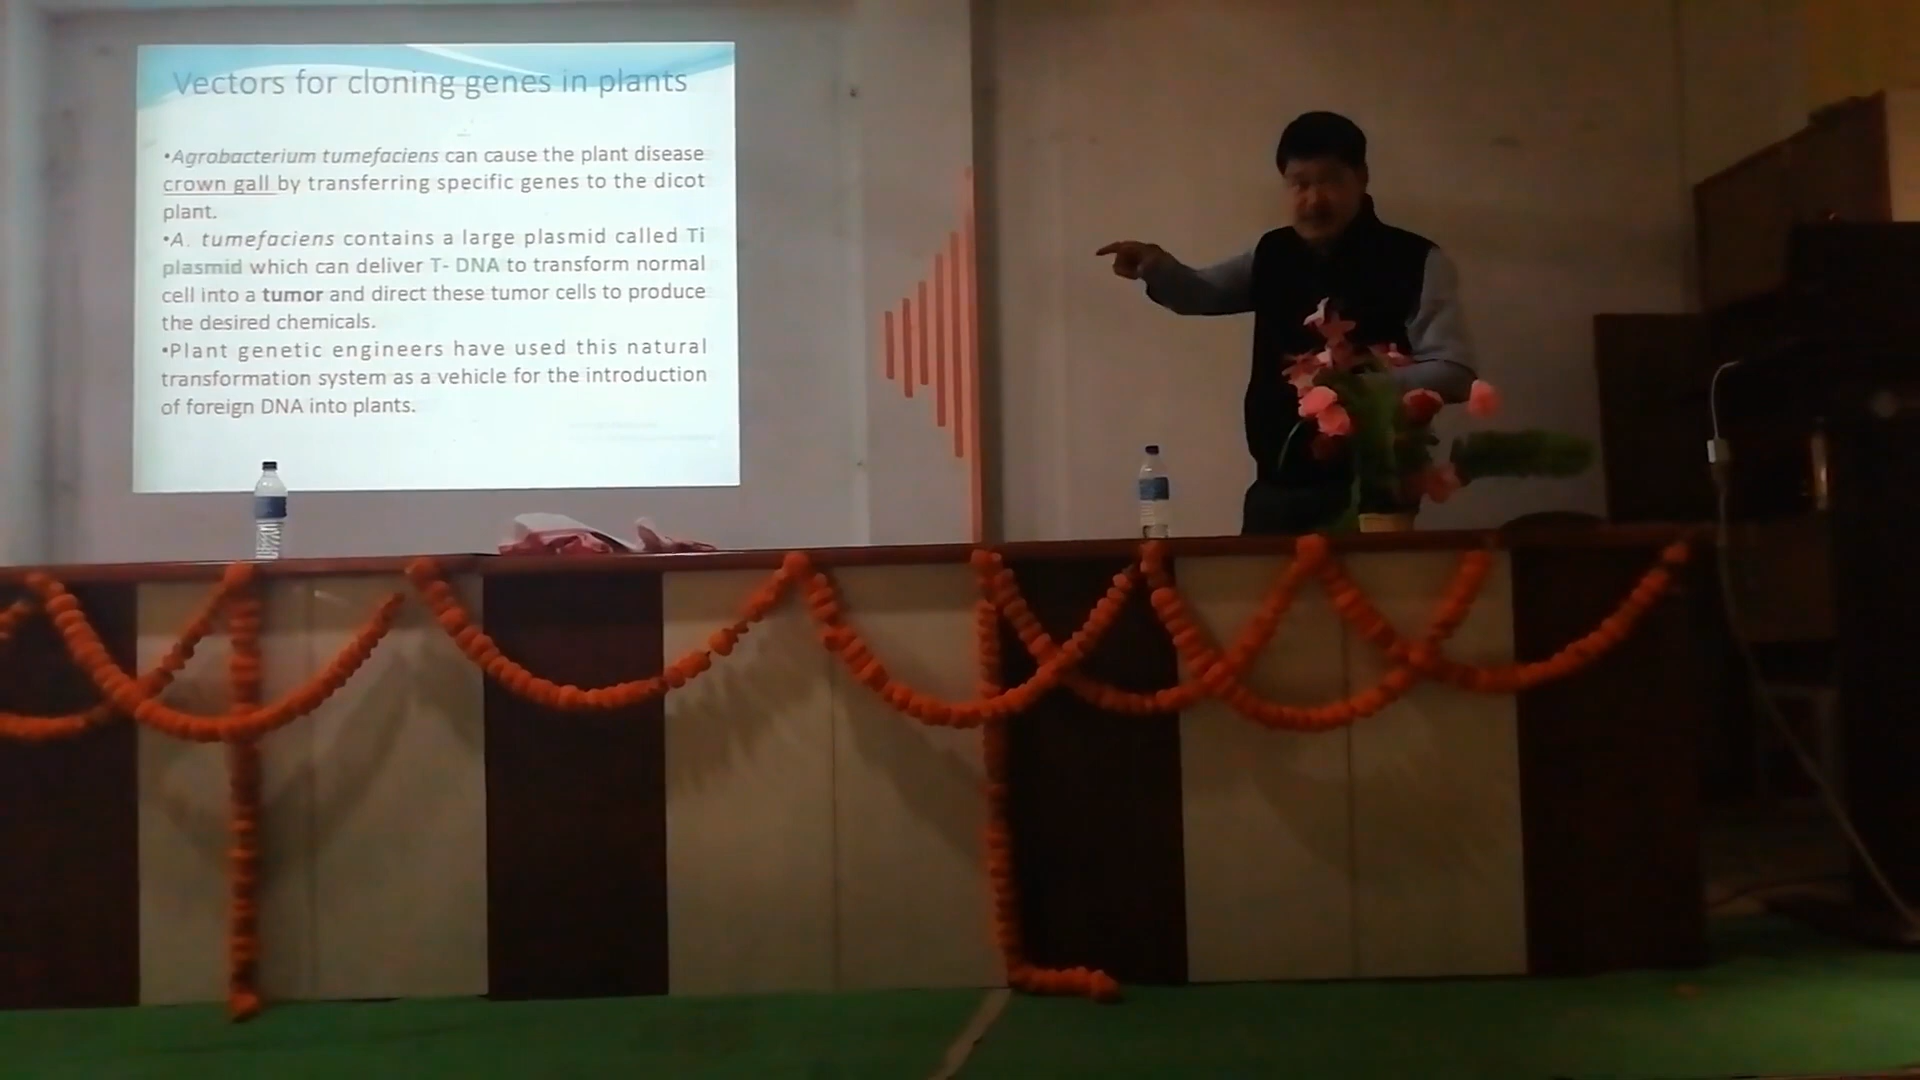 Vectors for cloning genes in plants
•Agrobacterium tumefaciens can cause the plant disease
crown gall by transferring specific genes to the dicot
plant.
•A. tumefaciens contains a large plasmid called Ti
plasmid which can deliver T- DNA to transform normal
cell into a tumor and direct these tumor cells to produce
the desired chemicals.
•Plant genetic engineers have used this natural
transformation system as a vehicle for the introduction
of foreign DNA into plants.